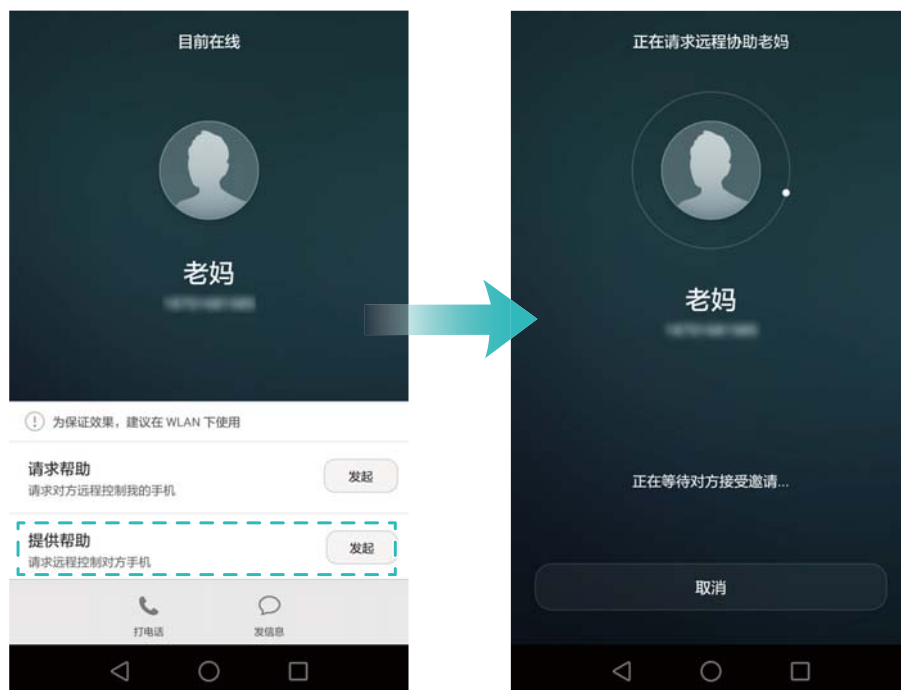 目前在线
老妈
为保证效果，建议在 WLAN 下使用
请求帮助
请求对方远程控制我的手机
发起
提供帮助
请求远程控制对方手机
发起
打电话
发信息
正在请求远程协助老妈
老妈
正在等待对方接受邀请...
取消